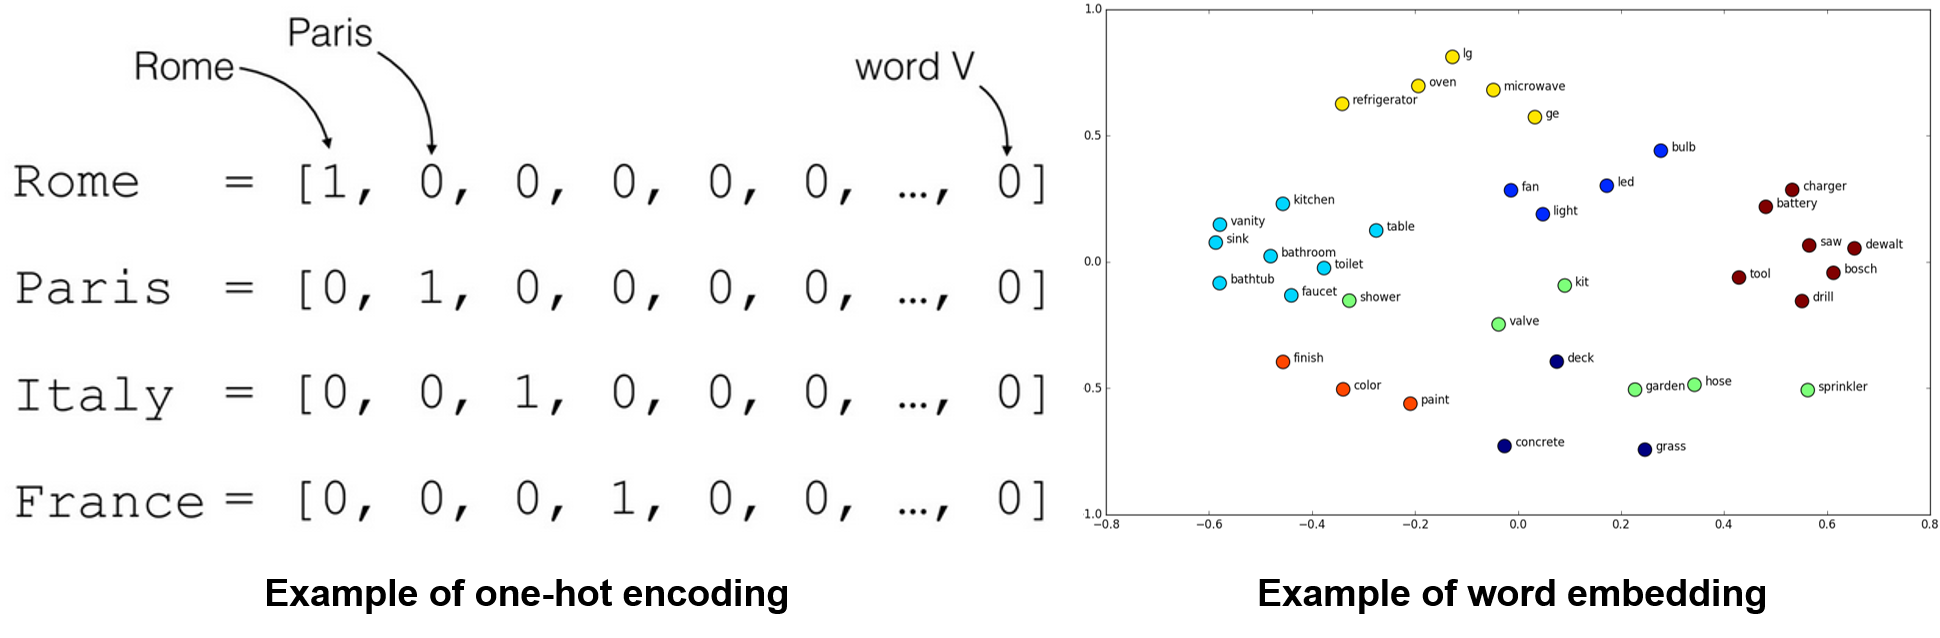 Rome
Paris
word V
Rome = [1, 0, 0, 0, 0, 0, …, 0]
Paris = [0, 1, 0, 0, 0, 0, …, 0]
Italy = [0, 0, 1, 0, 0, 0, …, 0]
France = [0, 0, 0, 1, 0, 0, …, 0]
Example of one-hot encoding
1.0
0.5
0.0
0.5
1.0
−0.8 −0.6 −0.4 −0.2 0.0 0.2 0.4 0.6 0.8
lg
oven
microwave
refrigerator
ge
bulb
fan
led
light
charger
battery
kitchen
vanity
sink
table
bathroom
toilet
bathtub
faucet
shower
saw
dewalt
bosch
tool
drill
kit
valve
deck
finish
color
paint
garden
hose
sprinkler
concrete
grass
Example of word embedding